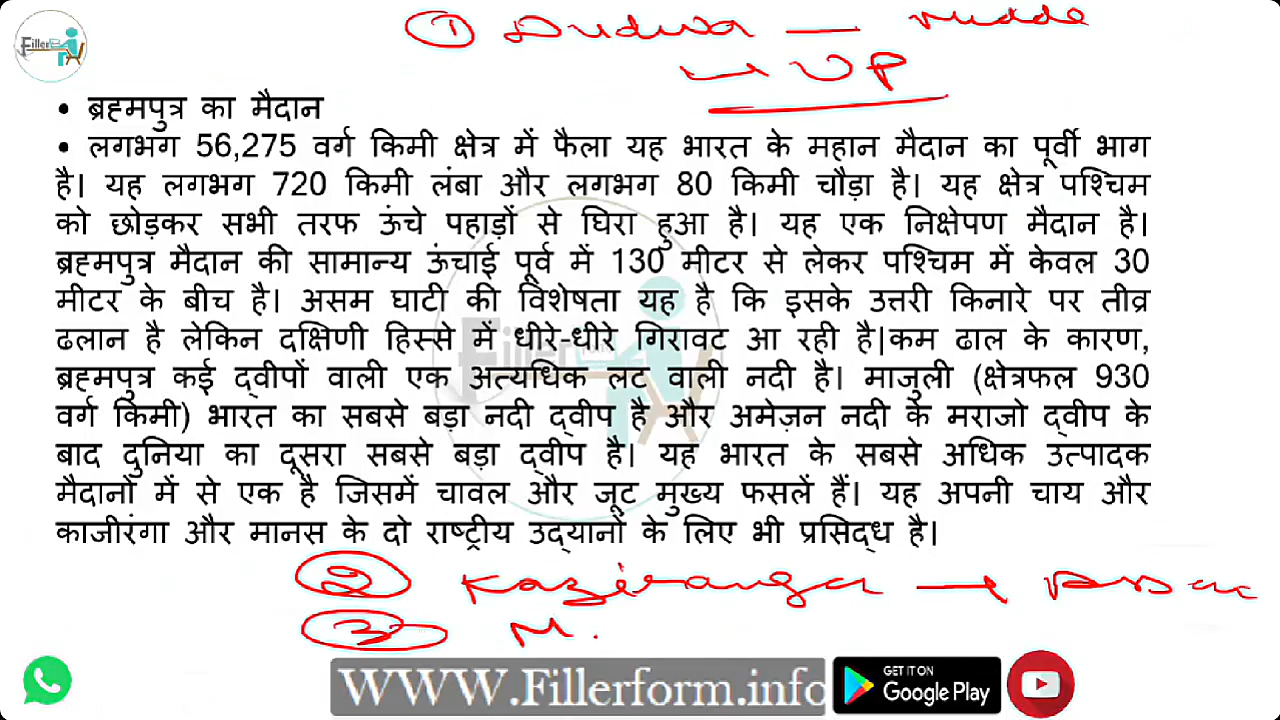 ① Dudwa —
→ UP
Filler
• ब्रह्मपुत्र का मैदान
• लगभग 56,275 वर्ग किमी क्षेत्र में फैला यह भारत के महान मैदान का पूर्वी भाग
है। यह लगभग 720 किमी लंबा और लगभग 80 किमी चौड़ा है। यह क्षेत्र पश्चिम
को छोड़कर सभी तरफ ऊंचे पहाड़ों से घिरा हुआ है। यह एक निक्षेपण मैदान है।
ब्रह्मपुत्र मैदान की सामान्य ऊंचाई पूर्व में 130 मीटर से लेकर पश्चिम में केवल 30
मीटर के बीच है। असम घाटी की विशेषता यह है कि इसके उत्तरी किनारे पर तीव्र
ढलान है लेकिन दक्षिणी हिस्से में धीरे-धीरे गिरावट आ रही है।कम ढाल के कारण,
ब्रह्मपुत्र कई द्वीपों वाली एक अत्यधिक लट वाली नदी है। माजुली (क्षेत्रफल 930
वर्ग किमी) भारत का सबसे बड़ा नदी द्वीप है और अमेज़न नदी के मराजो द्वीप के
बाद दुनिया का दूसरा सबसे बड़ा द्वीप है। यह भारत के सबसे अधिक उत्पादक
मैदानों में से एक है जिसमें चावल और जूट मुख्य फसलें हैं। यह अपनी चाय और
काजीरंगा और मानस के दो राष्ट्रीय उद्यानों के लिए भी प्रसिद्ध है।
② Kaziranga →
③ M.
WWW.Fillerform.info
GET IT ON
Google Play